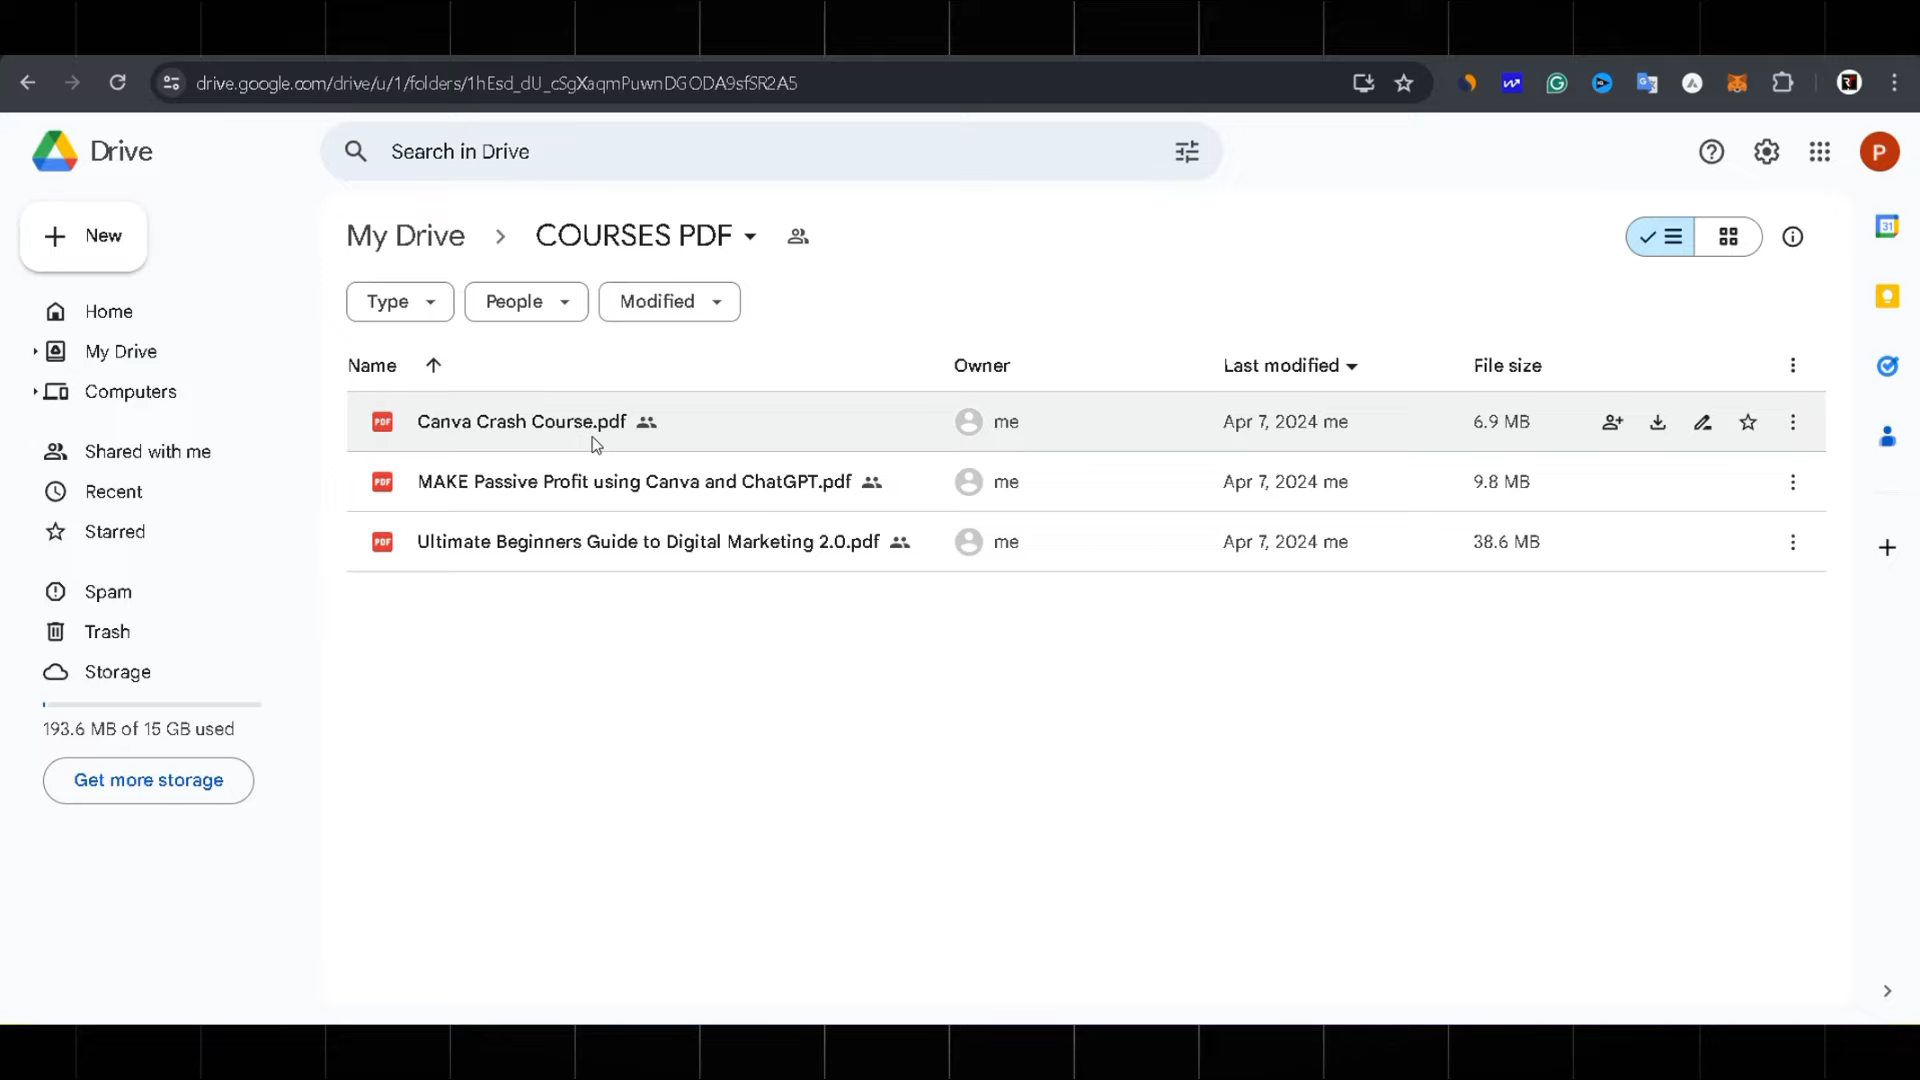 drive.google.com/drive/u/1/folders/1hEsd_dU_cSgXaqmPuwnDGODA9sfSR2A5
Drive
Search in Drive
P
New
My Drive > COURSES PDF
31
Type
People
Modified
Home
My Drive
Computers
Shared with me
Recent
Starred
Spam
Trash
Storage
193.6 MB of 15 GB used
Get more storage
Name Owner Last modified File size
PDF Canva Crash Course.pdf me Apr 7, 2024 me 6.9 MB
PDF MAKE Passive Profit using Canva and ChatGPT.pdf me Apr 7, 2024 me 9.8 MB
PDF Ultimate Beginners Guide to Digital Marketing 2.0.pdf me Apr 7, 2024 me 38.6 MB